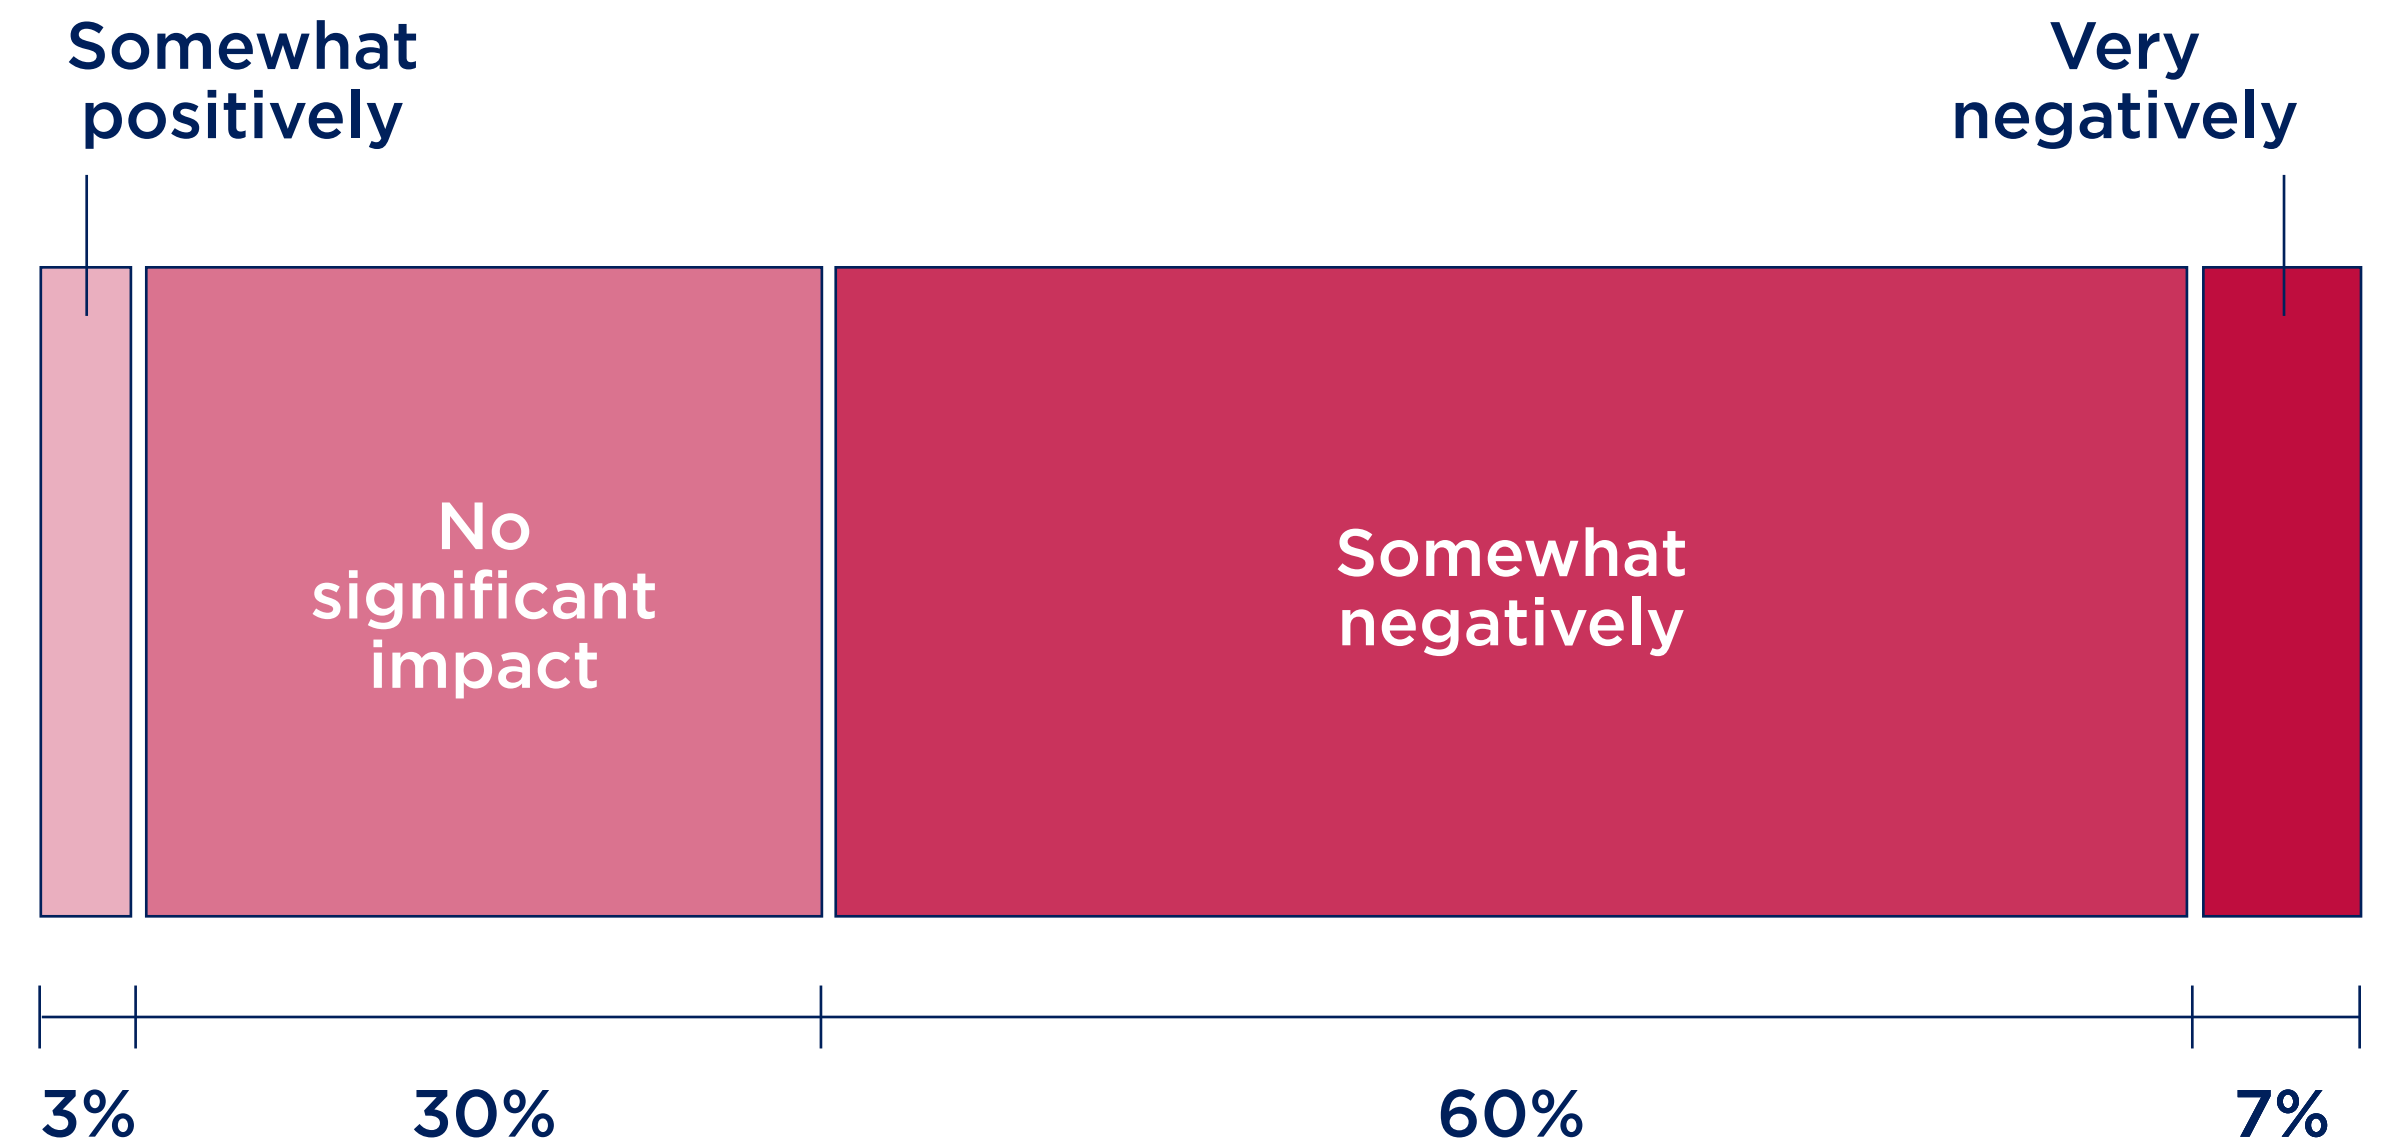 Somewhat
positively
Very
negatively
No
significant
impact
Somewhat
negatively
3%
30%
60%
7%